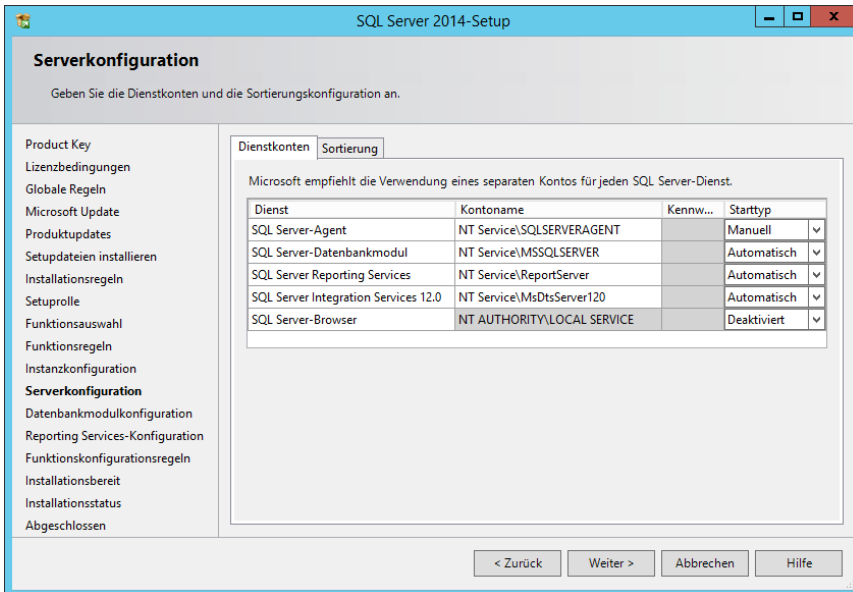 SQL Server 2014-Setup
Serverkonfiguration
Geben Sie die Dienstkonten und die Sortierungskonfiguration an.
Product Key
Lizenzbedingungen
Globale Regeln
Microsoft Update
Produktupdates
Setupdateien installieren
Installationsregeln
Setuprolle
Funktionsauswahl
Funktionsregeln
Instanzkonfiguration
Serverkonfiguration
Datenbankmodulkonfiguration
Reporting Services-Konfiguration
Funktionskonfigurationsregeln
Installationsbereit
Installationsstatus
Abgeschlossen
Dienstkonten Sortierung
Microsoft empfiehlt die Verwendung eines separaten Kontos für jeden SQL Server-Dienst.
Dienst Kontoname Kennw... Starttyp
SQL Server-Agent NT Service\SQLSERVERAGENT Manuell
SQL Server-Datenbankmodul NT Service\MSSQLSERVER Automatisch
SQL Server Reporting Services NT Service\ReportServer Automatisch
SQL Server Integration Services 12.0 NT Service\MsDtsServer120 Automatisch
SQL Server-Browser NT AUTHORITY\LOCAL SERVICE Deaktiviert
< Zurück Weiter > Abbrechen Hilfe